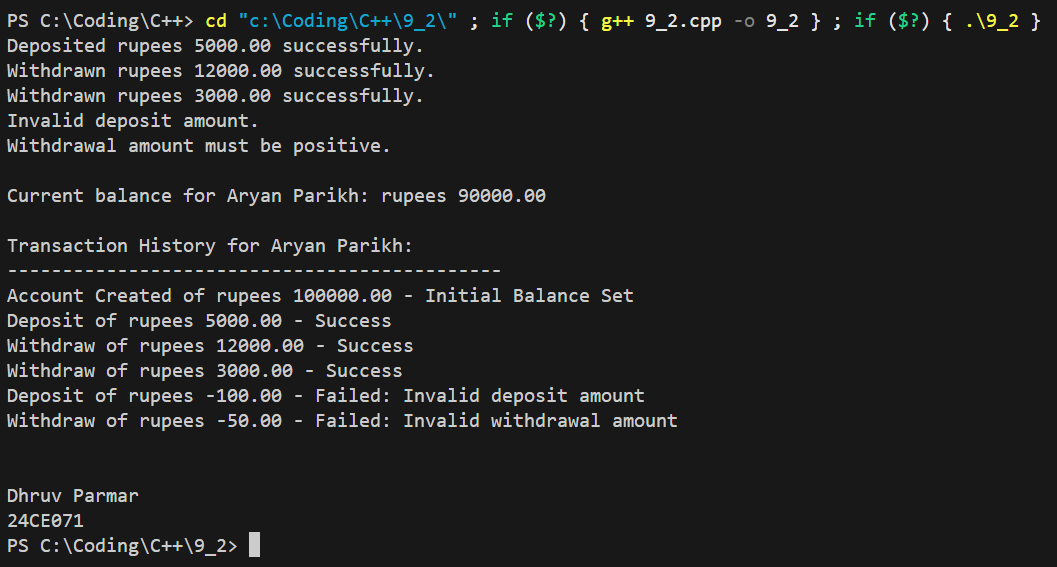 PS C:\Coding\C++> cd "c:\Coding\C++\9_2\" ; if ($?) { g++ 9_2.cpp -o 9_2 } ; if ($?) { .\9_2 }
Deposited rupees 5000.00 successfully.
Withdrawn rupees 12000.00 successfully.
Withdrawn rupees 3000.00 successfully.
Invalid deposit amount.
Withdrawal amount must be positive.
Current balance for Aryan Parikh: rupees 90000.00
Transaction History for Aryan Parikh:
---------------------------------------------
Account Created of rupees 100000.00 - Initial Balance Set
Deposit of rupees 5000.00 - Success
Withdraw of rupees 12000.00 - Success
Withdraw of rupees 3000.00 - Success
Deposit of rupees -100.00 - Failed: Invalid deposit amount
Withdraw of rupees -50.00 - Failed: Invalid withdrawal amount
Dhruv Parmar
24CE071
PS C:\Coding\C++\9_2>